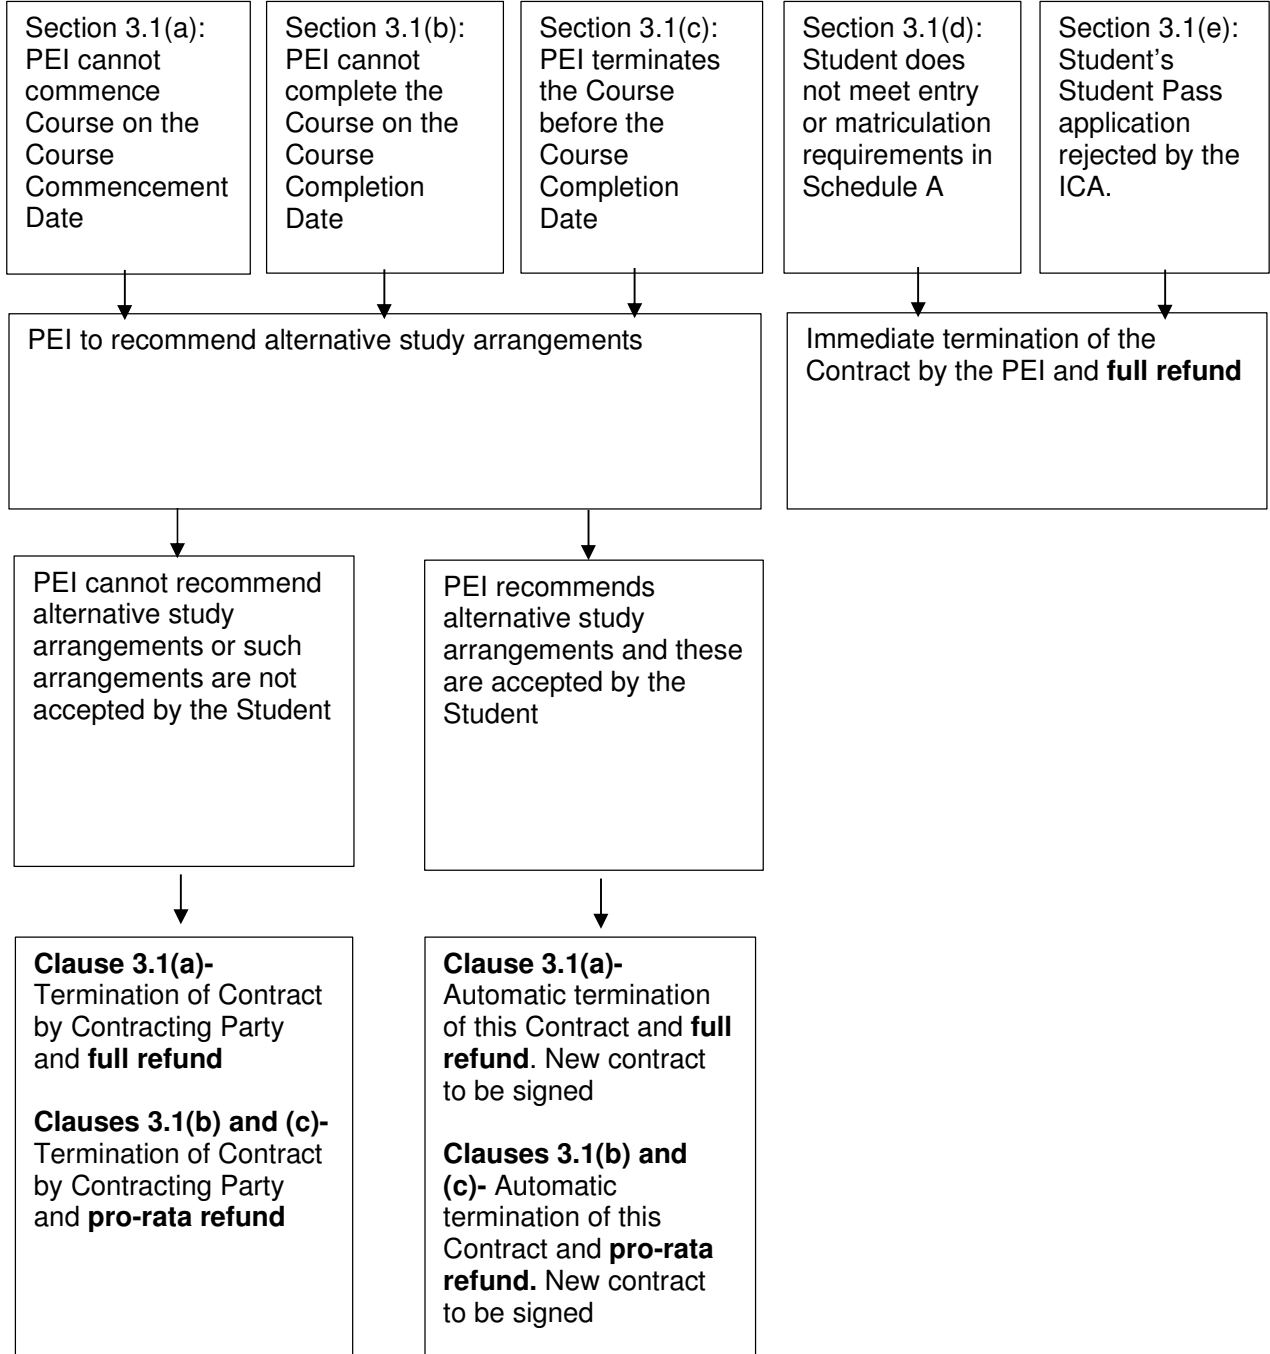 Section 3.1(a):
PEI cannot
commence
Course on the
Course
Commencement
Date
Section 3.1(b):
PEI cannot
complete the
Course on the
Course
Completion
Date
Section 3.1(c):
PEI terminates
the Course
before the
Course
Completion
Date
Section 3.1(d):
Student does
not meet entry
or matriculation
requirements in
Schedule A
Section 3.1(e):
Student’s
Student Pass
application
rejected by the
ICA.
PEI to recommend alternative study arrangements
Immediate termination of the
Contract by the PEI and full refund
PEI cannot recommend
alternative study
arrangements or such
arrangements are not
accepted by the Student
PEI recommends
alternative study
arrangements and these
are accepted by the
Student
Clause 3.1(a)-
Termination of Contract
by Contracting Party
and full refund
Clauses 3.1(b) and (c)-
Termination of Contract
by Contracting Party
and pro-rata refund
Clause 3.1(a)-
Automatic termination
of this Contract and full
refund. New contract
to be signed
Clauses 3.1(b) and
(c)- Automatic
termination of this
Contract and pro-rata
refund. New contract
to be signed